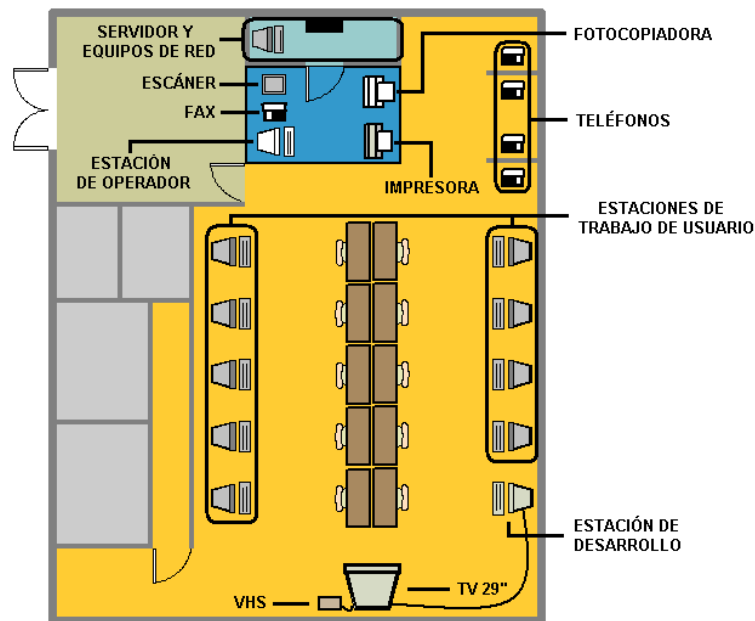 SERVIDOR Y
EQUIPOS DE RED
FOTOCOPIADORA
ESCÁNER
FAX
TELÉFONOS
ESTACIÓN
DE OPERADOR
IMPRESORA
ESTACIONES DE
TRABAJO DE USUARIO
ESTACIÓN DE
DESARROLLO
VHS
TV 29"